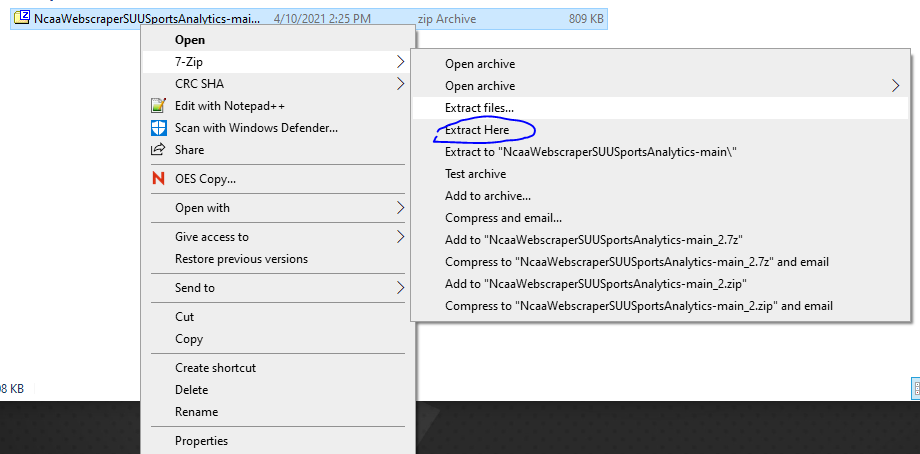 NcaaWebscraperSUUSportsAnalytics-mai... 4/10/2021 2:25 PM zip Archive 809 KB
Open
7-Zip
CRC SHA
Edit with Notepad++
Scan with Windows Defender...
Share
OES Copy...
Open with
Give access to
Restore previous versions
Send to
Cut
Copy
Create shortcut
Delete
Rename
Properties
Open archive
Open archive
Extract files...
Extract Here
Extract to "NcaaWebscraperSUUSportsAnalytics-main\"
Test archive
Add to archive...
Compress and email...
Add to "NcaaWebscraperSUUSportsAnalytics-main_2.7z"
Compress to "NcaaWebscraperSUUSportsAnalytics-main_2.7z" and email
Add to "NcaaWebscraperSUUSportsAnalytics-main_2.zip"
Compress to "NcaaWebscraperSUUSportsAnalytics-main_2.zip" and email
KB